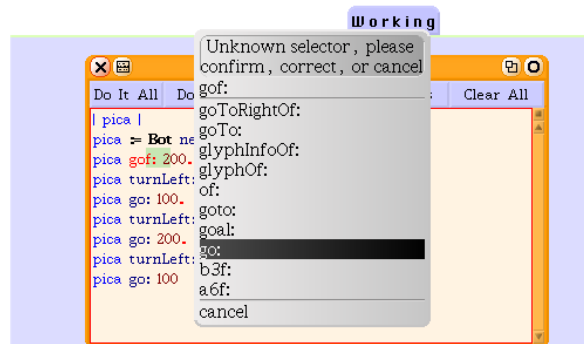 Working
Unknown selector, please
confirm, correct, or cancel
gof:
goToRightOf:
goTo:
glyphInfoOf:
glyphOf:
of:
goto:
goal:
go:
b3f:
a6f:
cancel
Do It All Do
Clear All
| pica |
pica := Bot ne
pica gof: 200.
pica turnLeft:
pica go: 100.
pica turnLeft:
pica go: 200.
pica turnLeft:
pica go: 100